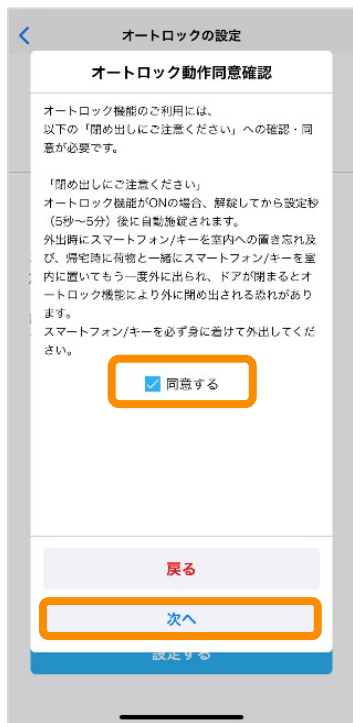 オートロックの設定
オートロック動作同意確認
オートロック機能のご利用には、
以下の「閉め出しにご注意ください」への確認・同
意が必要です。
「閉め出しにご注意ください」
オートロック機能がONの場合、解錠してから設定秒
（5秒〜5分）後に自動施錠されます。
外出時にスマートフォン/キーを室内への置き忘れ及
び、帰宅時に荷物と一緒にスマートフォン/キーを室
内に置いてもう一度外に出られ、ドアが閉まるとオ
ートロック機能により外に閉め出される恐れがあり
ます。
スマートフォン/キーを必ず身に着けて外出してくだ
さい。
同意する
戻る
次へ
設定する